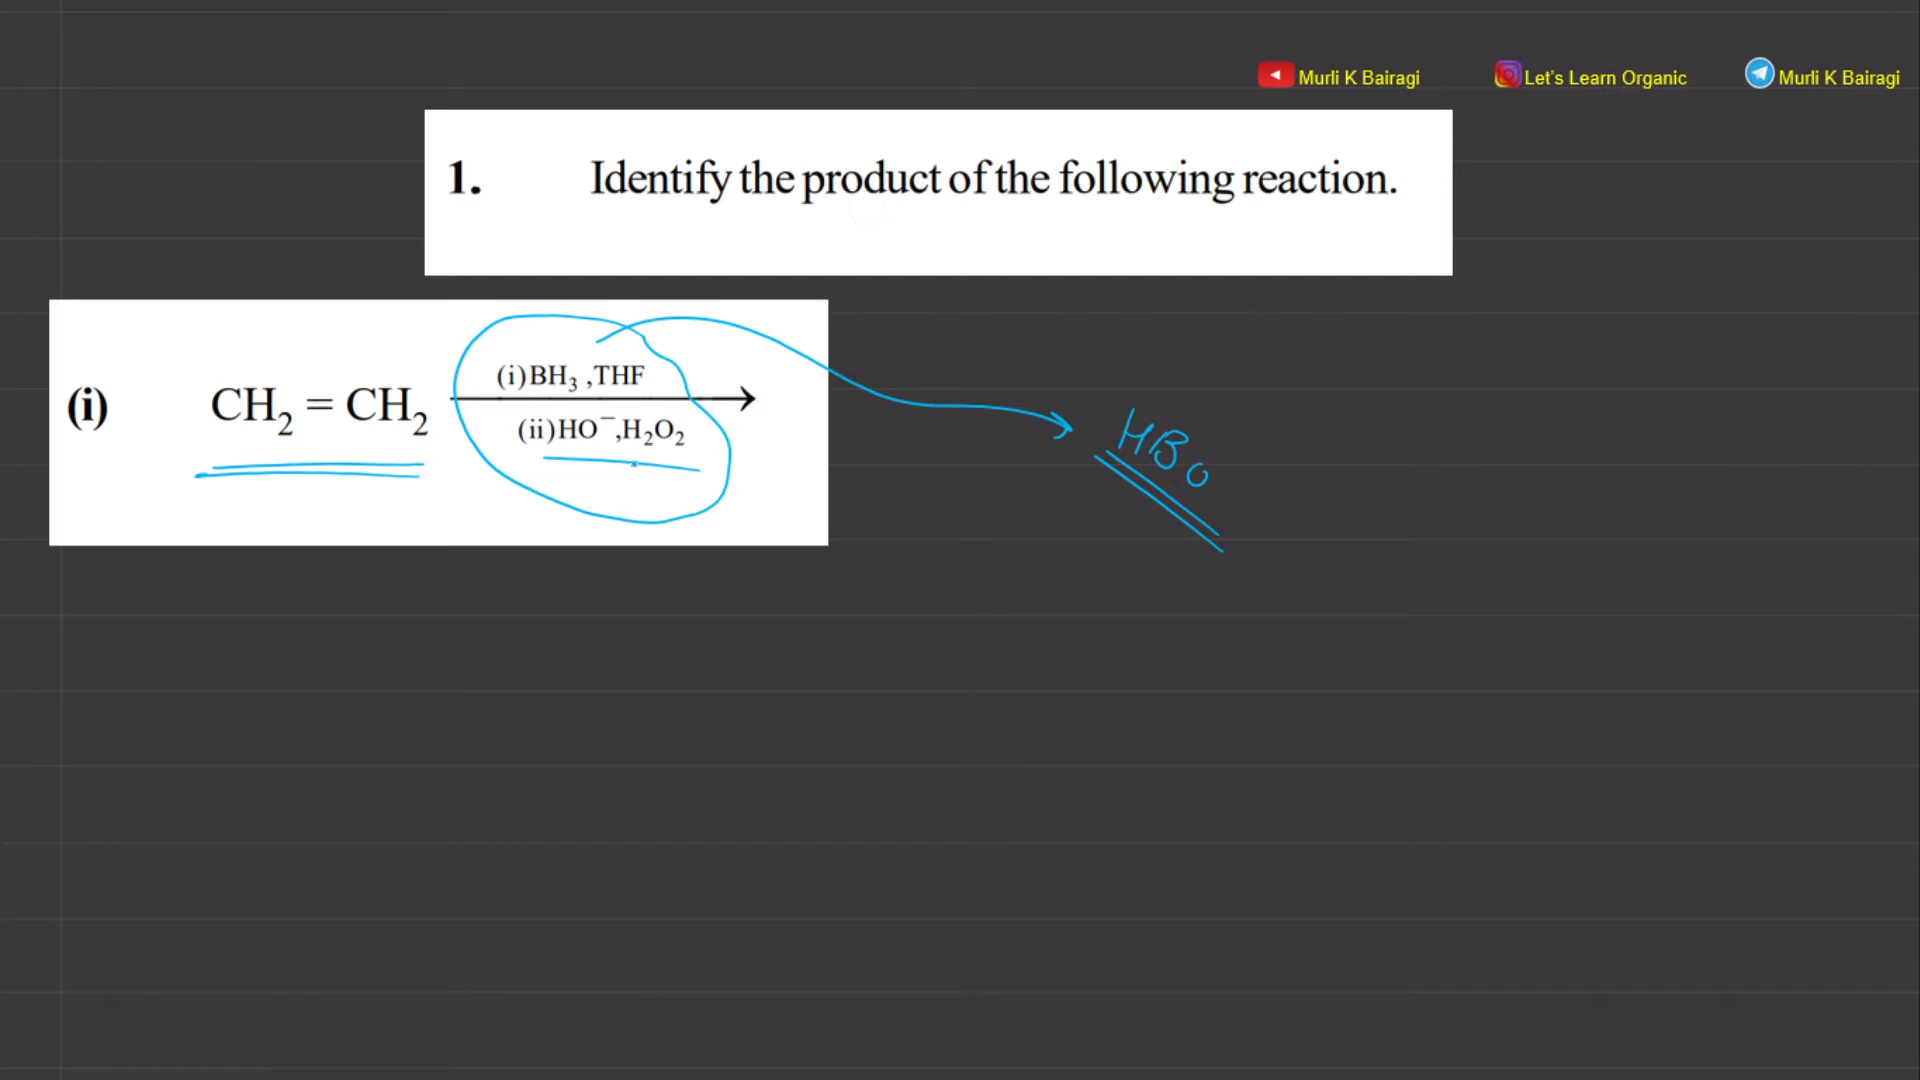 Murli K Bairagi Let's Learn Organic Murli K Bairagi
1. Identify the product of the following reaction.
(i) CH₂ = CH₂ (i)BH₃ ,THF
(ii)HO⁻,H₂O₂
HBO